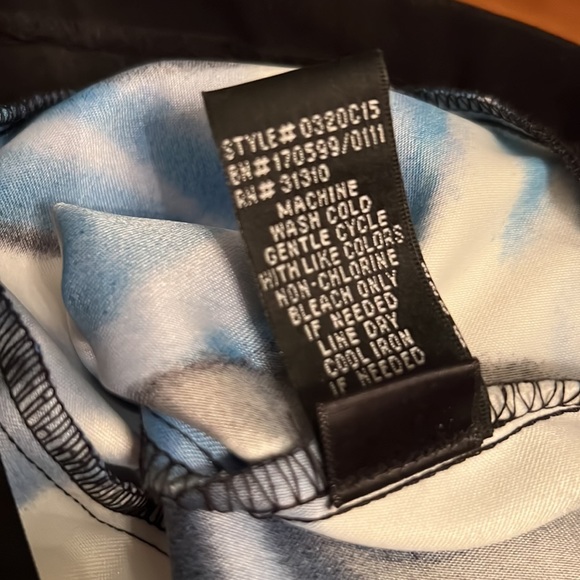 STYLE# 0320C15
BN# 170599/0111
RN# 31310
MACHINE
WASH COLD
GENTLE CYCLE
WITH LIKE COLORS
NON-CHLORINE
BLEACH ONLY
IF NEEDED
LINE DRY
COOL IRON
IF NEEDED